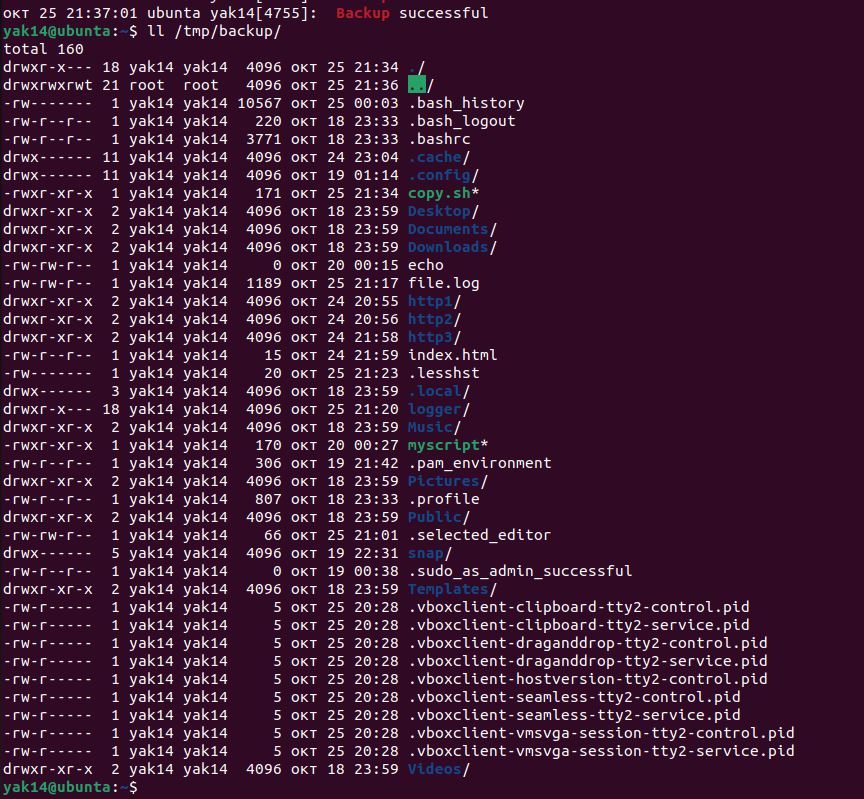 окт 25 21:37:01 ubunta yak14[4755]:  Backup successful
yak14@ubunta:~$ ll /tmp/backup/
total 160
drwxr-x--- 18 yak14 yak14  4096 окт 25 21:34 ./
drwxrwxrwt 21 root  root   4096 окт 25 21:36 ../
-rw-------  1 yak14 yak14 10567 окт 25 00:03 .bash_history
-rw-r--r--  1 yak14 yak14   220 окт 18 23:33 .bash_logout
-rw-r--r--  1 yak14 yak14  3771 окт 18 23:33 .bashrc
drwx------ 11 yak14 yak14  4096 окт 24 23:04 .cache/
drwx------ 11 yak14 yak14  4096 окт 19 01:14 .config/
-rwxr-xr-x  1 yak14 yak14   171 окт 25 21:34 copy.sh*
drwxr-xr-x  2 yak14 yak14  4096 окт 18 23:59 Desktop/
drwxr-xr-x  2 yak14 yak14  4096 окт 18 23:59 Documents/
drwxr-xr-x  2 yak14 yak14  4096 окт 18 23:59 Downloads/
-rw-rw-r--  1 yak14 yak14     0 окт 20 00:15 echo
-rw-rw-r--  1 yak14 yak14  1189 окт 25 21:17 file.log
drwxr-xr-x  2 yak14 yak14  4096 окт 24 20:55 http1/
drwxr-xr-x  2 yak14 yak14  4096 окт 24 20:56 http2/
drwxr-xr-x  2 yak14 yak14  4096 окт 24 21:58 http3/
-rw-r--r--  1 yak14 yak14    15 окт 24 21:59 index.html
-rw-------  1 yak14 yak14    20 окт 25 21:23 .lesshst
drwx------  3 yak14 yak14  4096 окт 18 23:59 .local/
drwxr-x--- 18 yak14 yak14  4096 окт 25 21:20 logger/
drwxr-xr-x  2 yak14 yak14  4096 окт 18 23:59 Music/
-rwxr-xr-x  1 yak14 yak14   170 окт 20 00:27 myscript*
-rw-r--r--  1 yak14 yak14   306 окт 19 21:42 .pam_environment
drwxr-xr-x  2 yak14 yak14  4096 окт 18 23:59 Pictures/
-rw-r--r--  1 yak14 yak14   807 окт 18 23:33 .profile
drwxr-xr-x  2 yak14 yak14  4096 окт 18 23:59 Public/
-rw-rw-r--  1 yak14 yak14    66 окт 25 21:01 .selected_editor
drwx------  5 yak14 yak14  4096 окт 19 22:31 snap/
-rw-r--r--  1 yak14 yak14     0 окт 19 00:38 .sudo_as_admin_successful
drwxr-xr-x  2 yak14 yak14  4096 окт 18 23:59 Templates/
-rw-r-----  1 yak14 yak14     5 окт 25 20:28 .vboxclient-clipboard-tty2-control.pid
-rw-r-----  1 yak14 yak14     5 окт 25 20:28 .vboxclient-clipboard-tty2-service.pid
-rw-r-----  1 yak14 yak14     5 окт 25 20:28 .vboxclient-draganddrop-tty2-control.pid
-rw-r-----  1 yak14 yak14     5 окт 25 20:28 .vboxclient-draganddrop-tty2-service.pid
-rw-r-----  1 yak14 yak14     5 окт 25 20:28 .vboxclient-hostversion-tty2-control.pid
-rw-r-----  1 yak14 yak14     5 окт 25 20:28 .vboxclient-seamless-tty2-control.pid
-rw-r-----  1 yak14 yak14     5 окт 25 20:28 .vboxclient-seamless-tty2-service.pid
-rw-r-----  1 yak14 yak14     5 окт 25 20:28 .vboxclient-vmsvga-session-tty2-control.pid
-rw-r-----  1 yak14 yak14     5 окт 25 20:28 .vboxclient-vmsvga-session-tty2-service.pid
drwxr-xr-x  2 yak14 yak14  4096 окт 18 23:59 Videos/
yak14@ubunta:~$